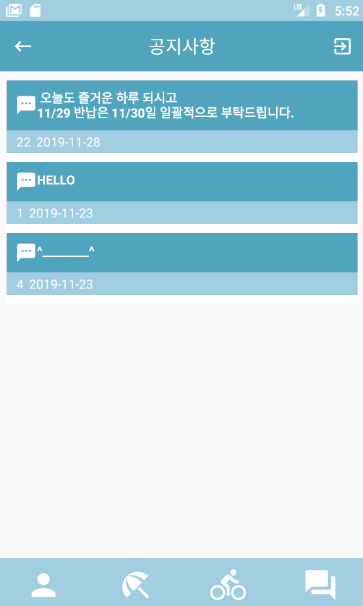 LTE 5:52
공지사항
오늘도 즐거운 하루 되시고
11/29 반납은 11/30일 일괄적으로 부탁드립니다.
22 2019-11-28
HELLO
1 2019-11-23
^________^
4 2019-11-23